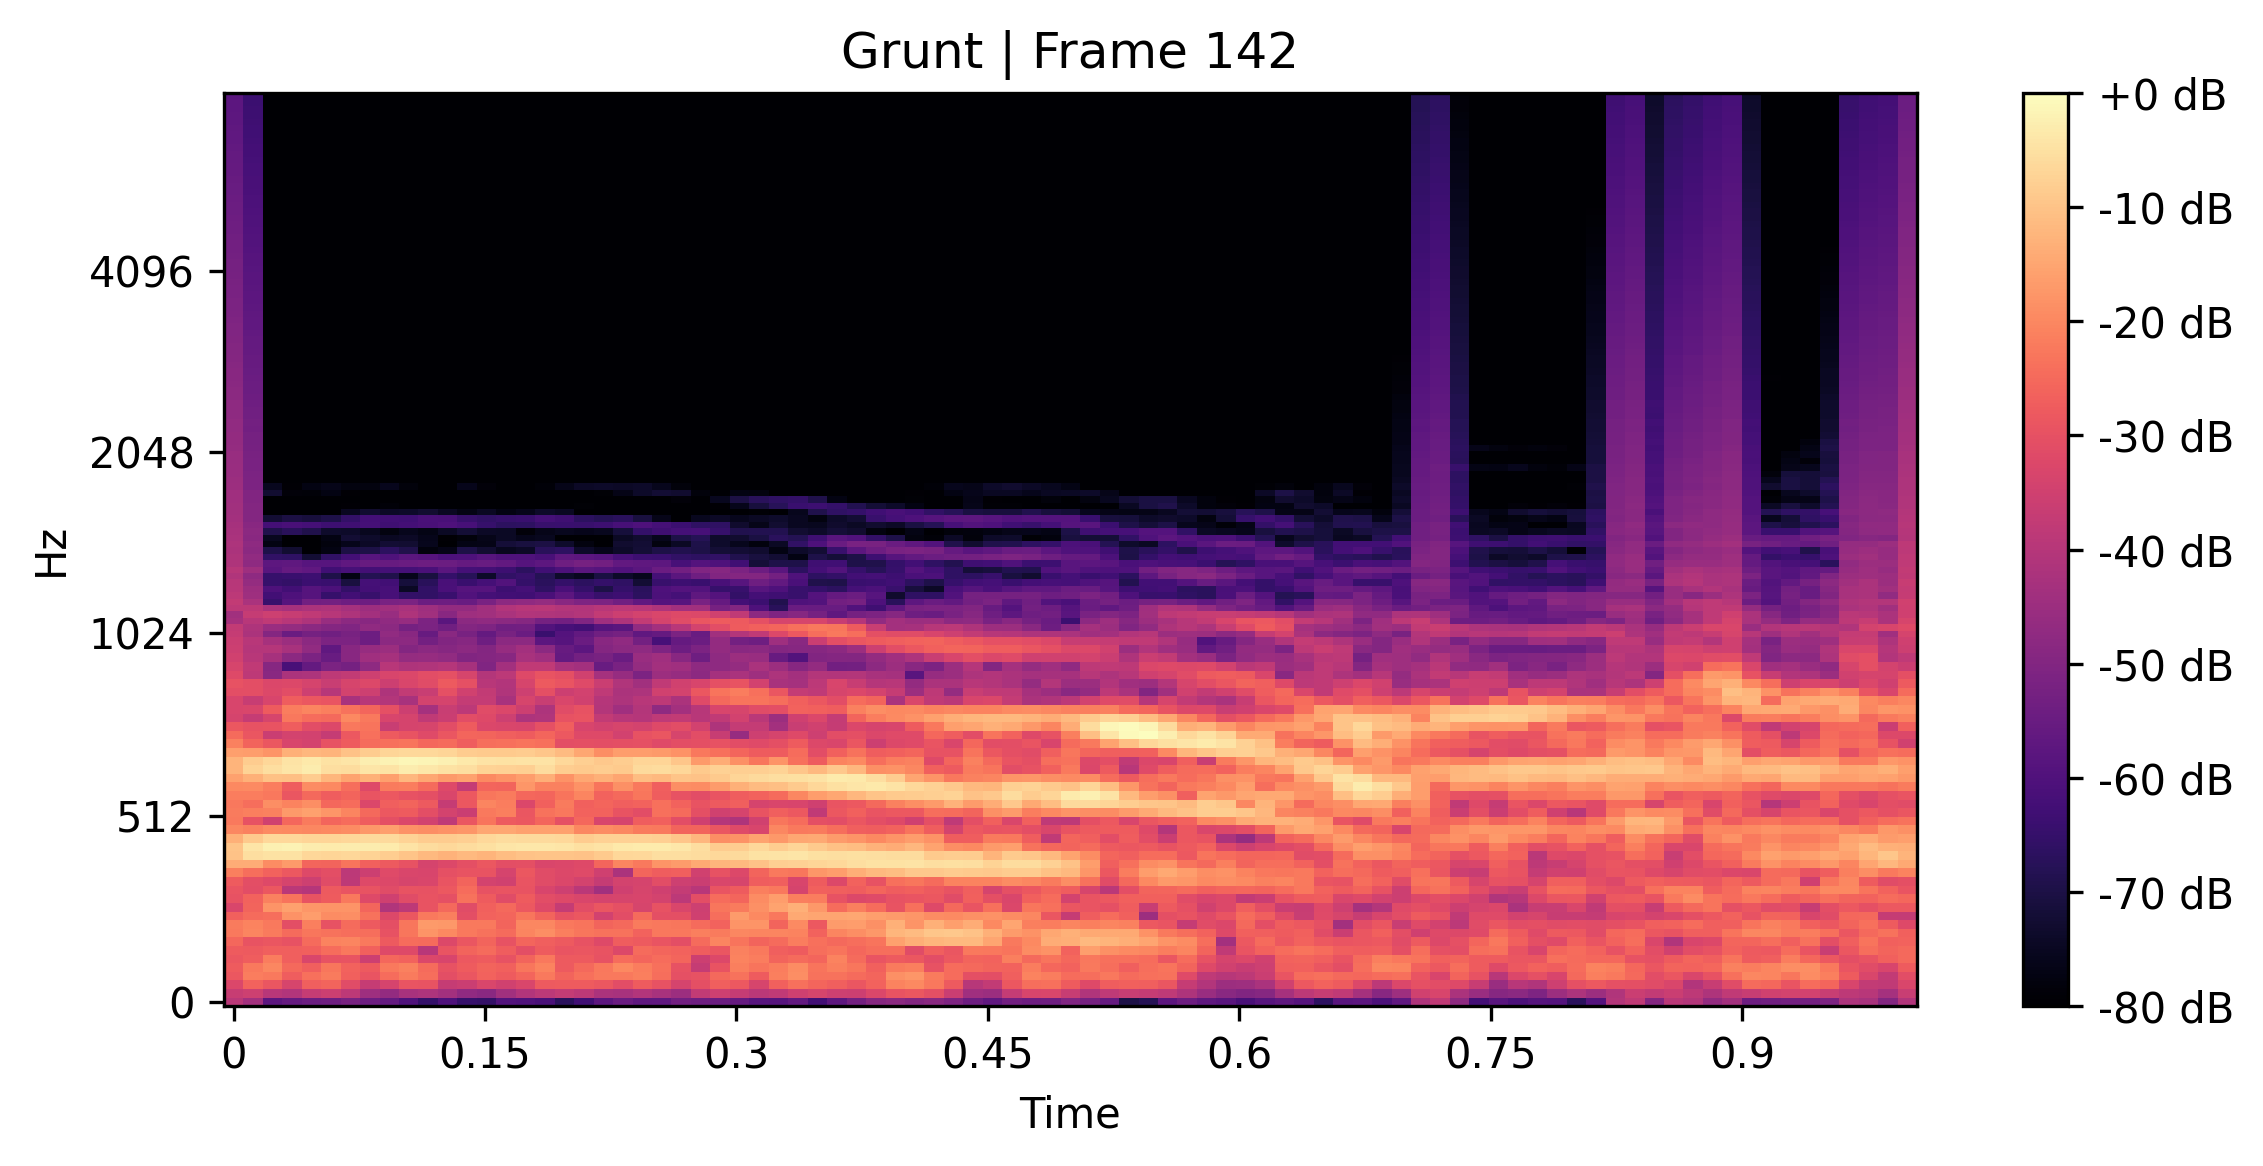 Grunt | Frame 142
+0 dB
-10 dB
-20 dB
-30 dB
-40 dB
-50 dB
-60 dB
-70 dB
-80 dB
Hz
4096
2048
1024
512
0
0
0.15
0.3
0.45
0.6
0.75
0.9
Time